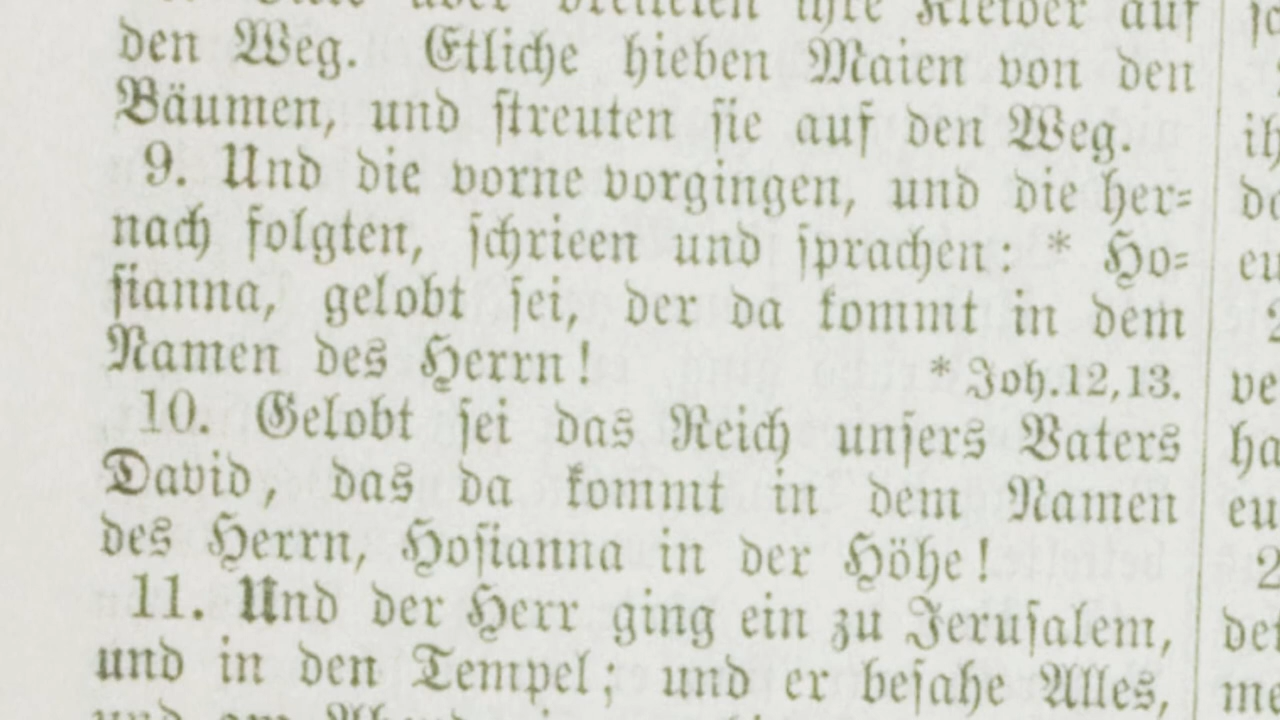 breiteten ihre Kleider auf
den Weg. Etliche hieben Maien von den
Bäumen, und streuten sie auf den Weg.
9. Und die vorne vorgingen, und die her=
nach folgten, schrieen und sprachen: * Ho=
sianna, gelobt sei, der da kommt in dem
Namen des Herrn!
* Joh. 12, 13.
10. Gelobt sei das Reich unsers Vaters
David, das da kommt in dem Namen
des Herrn, Hosianna in der Höhe!
11. Und der Herr ging ein zu Jerusalem,
und in den Tempel; und er besahe Alles,